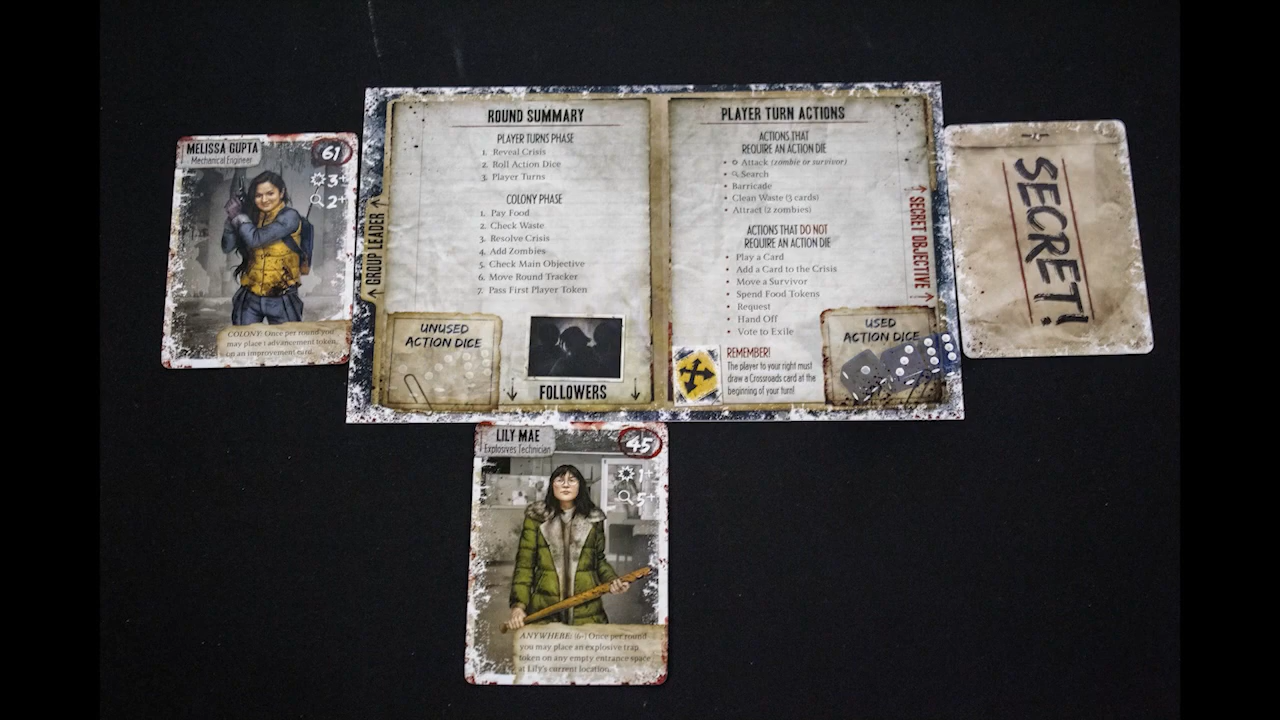 MELISSA GUPTA
Mechanical Engineer
61
3+
2+
COLONY: Once per round you
may place 1 advancement token
on an improvement card.
↑ GROUP LEADER ↑
ROUND SUMMARY
PLAYER TURNS PHASE
1. Reveal Crisis
2. Roll Action Dice
3. Player Turns
COLONY PHASE
1. Pay Food
2. Check Waste
3. Resolve Crisis
4. Add Zombies
5. Check Main Objective
6. Move Round Tracker
7. Pass First Player Token
UNUSED
ACTION DICE
↓ FOLLOWERS ↓
PLAYER TURN ACTIONS
ACTIONS THAT
REQUIRE AN ACTION DIE
• Attack (zombie or survivor)
• Search
• Barricade
• Clean Waste (3 cards)
• Attract (2 zombies)
ACTIONS THAT DO NOT
REQUIRE AN ACTION DIE
• Play a Card
• Add a Card to the Crisis
• Move a Survivor
• Spend Food Tokens
• Request
• Hand Off
• Vote to Exile
REMEMBER!
The player to your right must
draw a Crossroads card at the
beginning of your turn!
USED
ACTION DICE
↑ SECRET OBJECTIVE ↑
SECRET!
LILY MAE
Explosives Technician
45
1+
5+
ANYWHERE: (6+) Once per round
you may place an explosive trap
token on any empty entrance space
at Lily's current location.